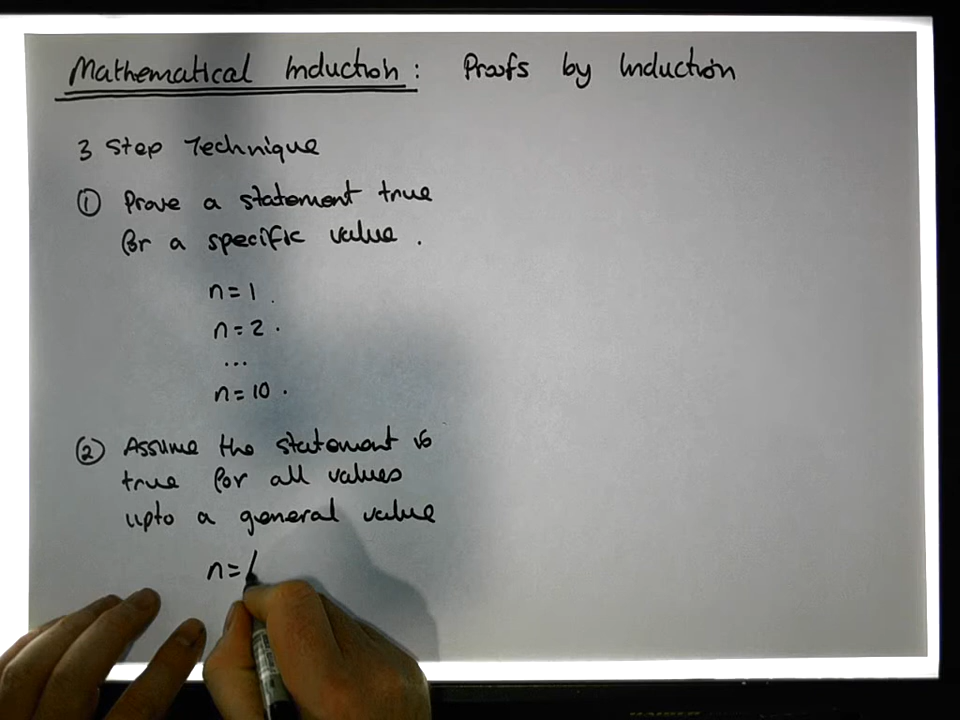 Mathematical Induction: Proofs by Induction
3 Step Technique
① Prove a statement true
for a specific value.
n=1.
n=2.
...
n=10.
② Assume the statement is
true for all values
upto a general value
n=